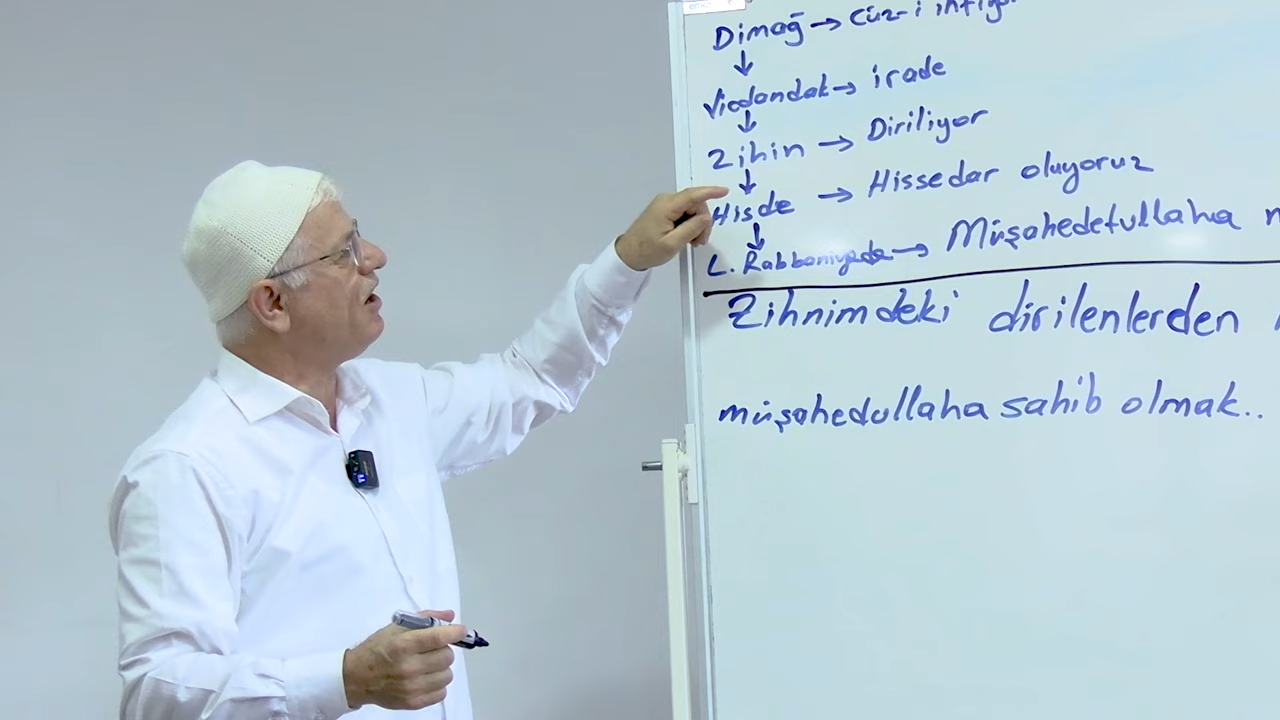 Dimağ → Cüz-i
↓
Vicdandak → irade
↓
Zihin → Diriliyor
↓
Hisde → Hissedar oluyoruz
↓
L. Rabbaniyede → Müşahedetullaha
Zihnimdeki dirilenlerden
müşahedullaha sahib olmak..